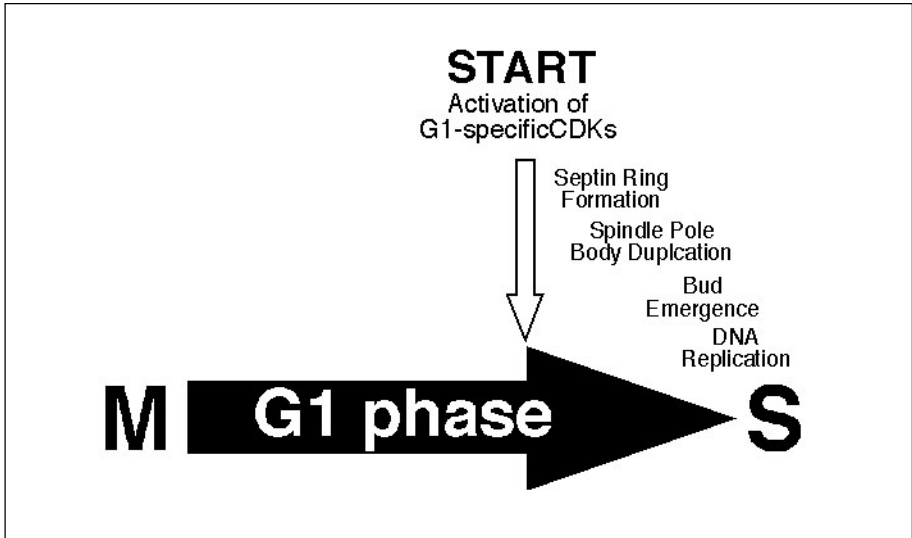 START
Activation of
G1-specificCDKs
Septin Ring
Formation
Spindle Pole
Body Duplcation
Bud
Emergence
DNA
Replication
M
G1 phase
S